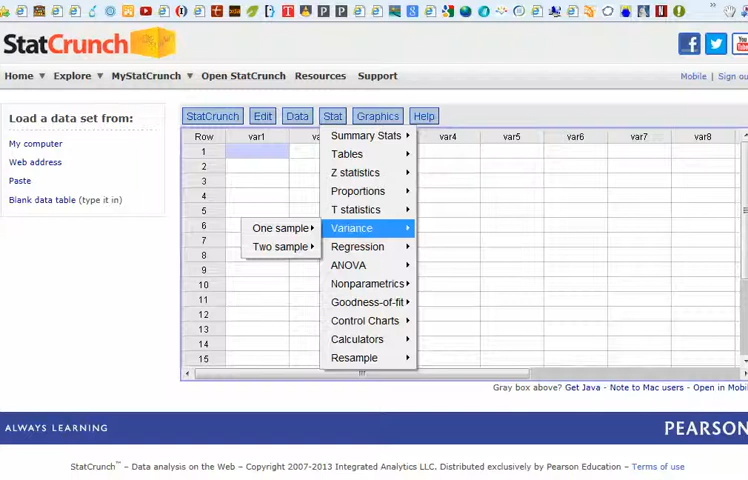 StatCrunch
f
You
Home Explore MyStatCrunch Open StatCrunch Resources Support
Mobile | Sign ou
Load a data set from:
My computer
Web address
Paste
Blank data table (type it in)
StatCrunch Edit Data Stat Graphics Help
Row var1 va var4 var5 var6 var7 var8
1
2
3
4
5
6
7
8
9
10
11
12
13
14
15
Summary Stats
Tables
Z statistics
Proportions
T statistics
Variance
Regression
ANOVA
Nonparametrics
Goodness-of-fit
Control Charts
Calculators
Resample
One sample
Two sample
Gray box above? Get Java - Note to Mac users - Open in Mobil
ALWAYS LEARNING
PEARSON
StatCrunch™ – Data analysis on the Web – Copyright 2007-2013 Integrated Analytics LLC. Distributed exclusively by Pearson Education – Terms of use